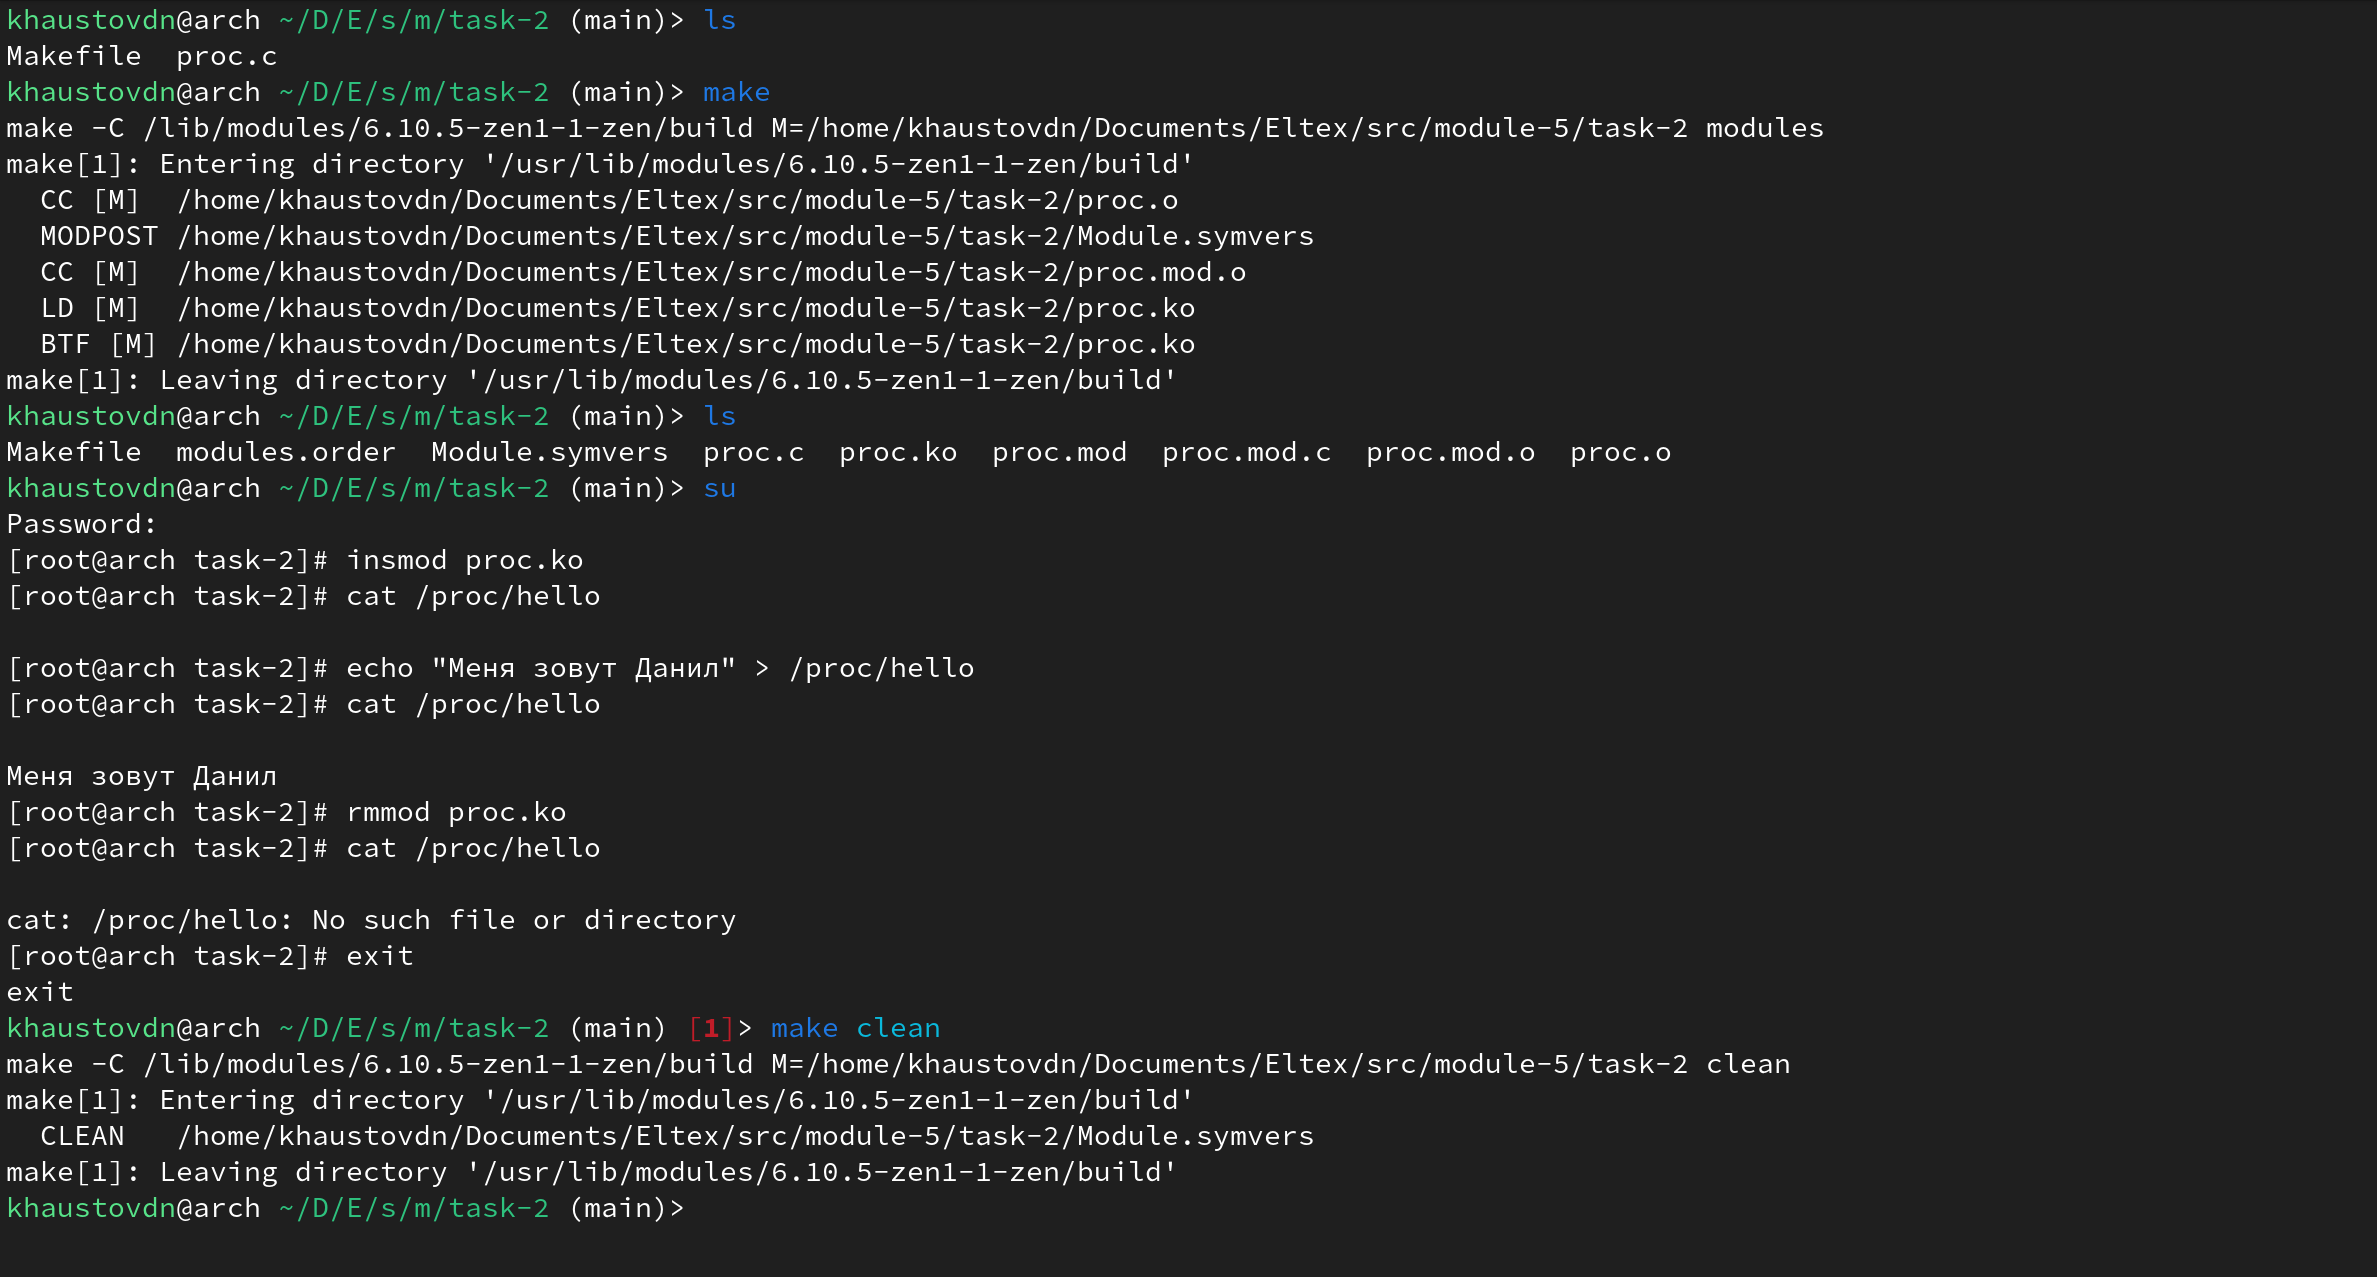 khaustovdn@arch ~/D/E/s/m/task-2 (main)> ls
Makefile  proc.c
khaustovdn@arch ~/D/E/s/m/task-2 (main)> make
make -C /lib/modules/6.10.5-zen1-1-zen/build M=/home/khaustovdn/Documents/Eltex/src/module-5/task-2 modules
make[1]: Entering directory '/usr/lib/modules/6.10.5-zen1-1-zen/build'
  CC [M]  /home/khaustovdn/Documents/Eltex/src/module-5/task-2/proc.o
  MODPOST /home/khaustovdn/Documents/Eltex/src/module-5/task-2/Module.symvers
  CC [M]  /home/khaustovdn/Documents/Eltex/src/module-5/task-2/proc.mod.o
  LD [M]  /home/khaustovdn/Documents/Eltex/src/module-5/task-2/proc.ko
  BTF [M] /home/khaustovdn/Documents/Eltex/src/module-5/task-2/proc.ko
make[1]: Leaving directory '/usr/lib/modules/6.10.5-zen1-1-zen/build'
khaustovdn@arch ~/D/E/s/m/task-2 (main)> ls
Makefile  modules.order  Module.symvers  proc.c  proc.ko  proc.mod  proc.mod.c  proc.mod.o  proc.o
khaustovdn@arch ~/D/E/s/m/task-2 (main)> su
Password:
[root@arch task-2]# insmod proc.ko
[root@arch task-2]# cat /proc/hello

[root@arch task-2]# echo "Меня зовут Данил" > /proc/hello
[root@arch task-2]# cat /proc/hello

Меня зовут Данил
[root@arch task-2]# rmmod proc.ko
[root@arch task-2]# cat /proc/hello

cat: /proc/hello: No such file or directory
[root@arch task-2]# exit
exit
khaustovdn@arch ~/D/E/s/m/task-2 (main) [1]> make clean
make -C /lib/modules/6.10.5-zen1-1-zen/build M=/home/khaustovdn/Documents/Eltex/src/module-5/task-2 clean
make[1]: Entering directory '/usr/lib/modules/6.10.5-zen1-1-zen/build'
  CLEAN   /home/khaustovdn/Documents/Eltex/src/module-5/task-2/Module.symvers
make[1]: Leaving directory '/usr/lib/modules/6.10.5-zen1-1-zen/build'
khaustovdn@arch ~/D/E/s/m/task-2 (main)>